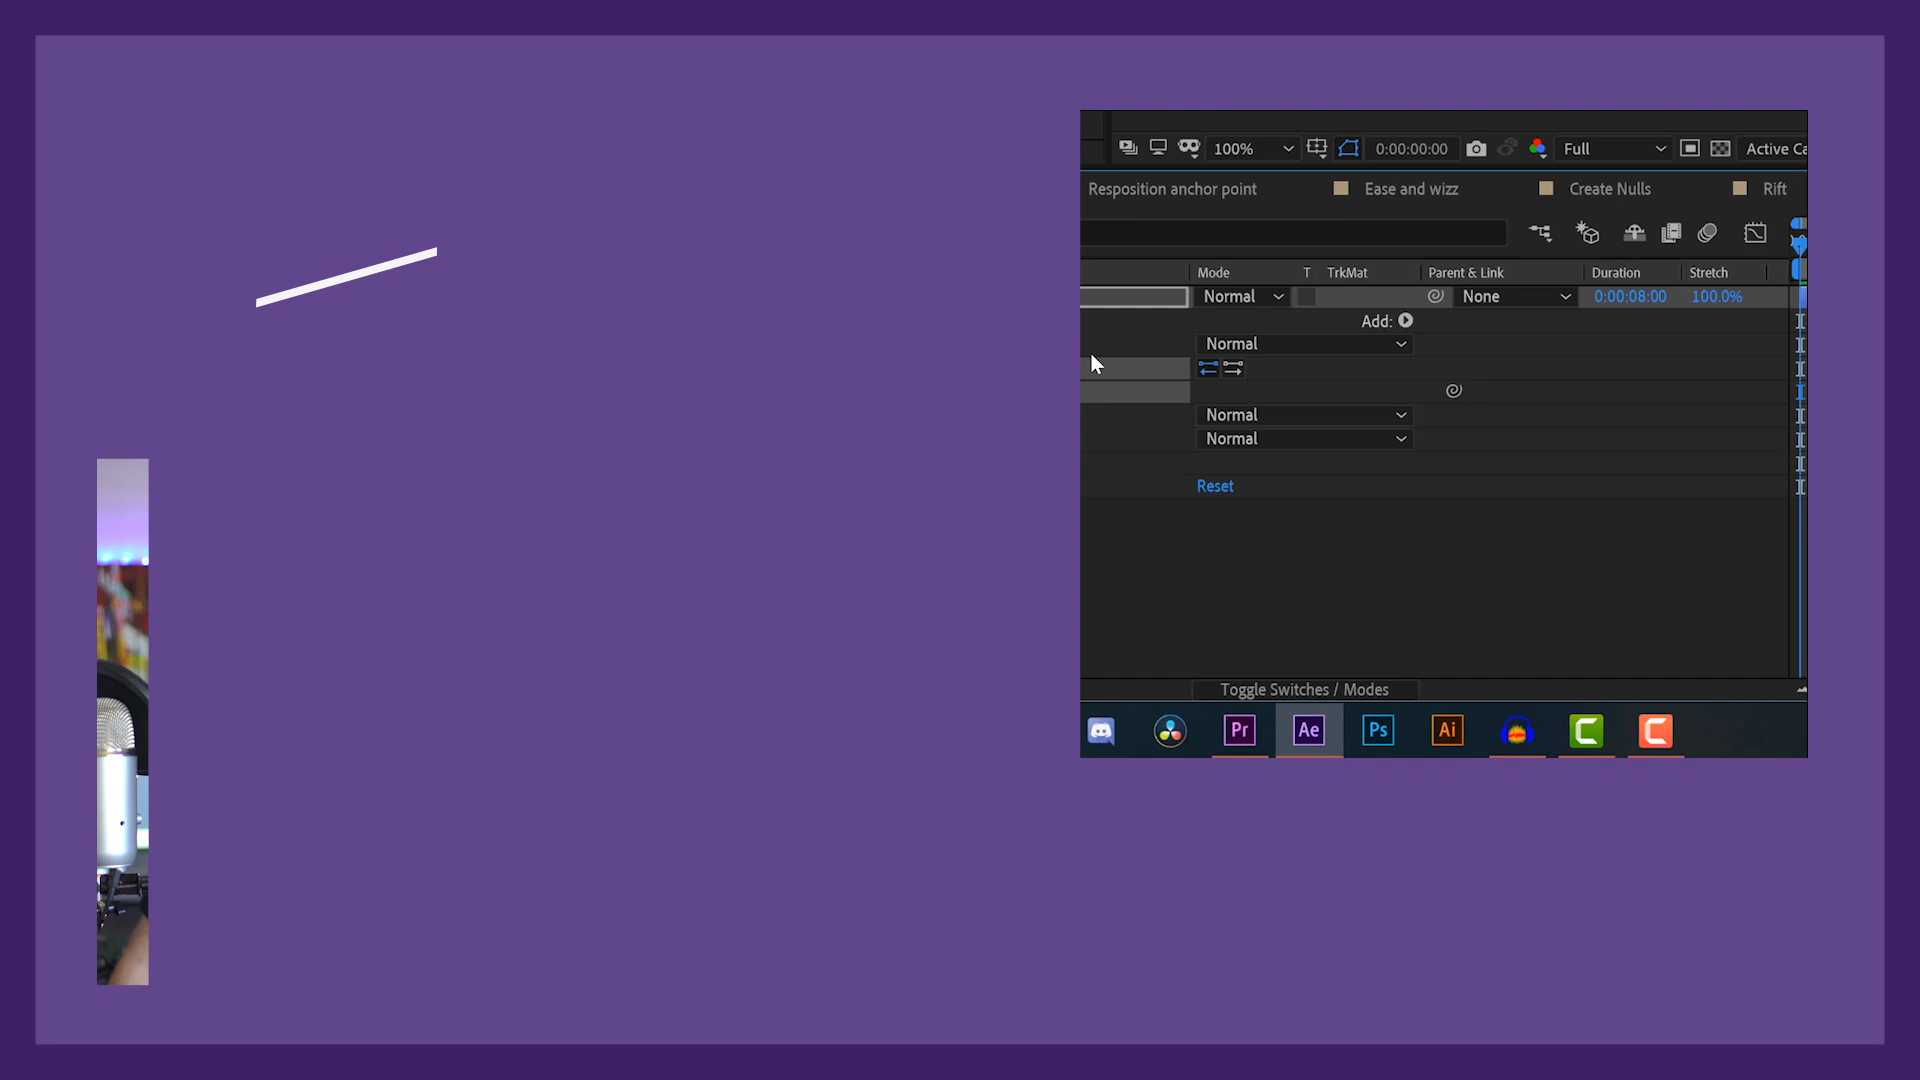 100% 0:00:00:00 Full Active Ca
Resposition anchor point Ease and wizz Create Nulls Rift
Mode T TrkMat Parent & Link Duration Stretch
Normal None 0:00:08:00 100.0%
Add:
Normal
Normal
Normal
Reset
Toggle Switches / Modes
Pr Ae Ps Ai